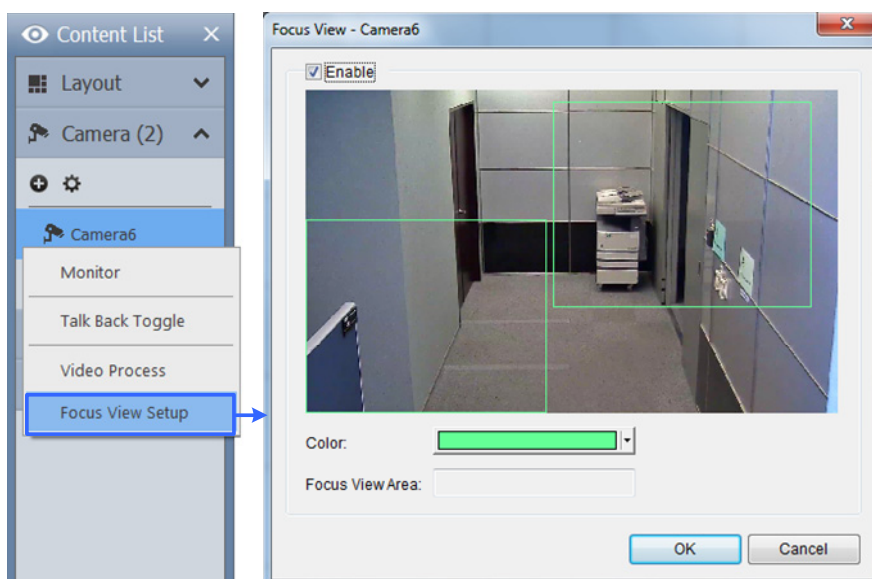 Content List
Layout
Camera (2)
Camera6
Monitor
Talk Back Toggle
Video Process
Focus View Setup
Focus View - Camera6
Enable
Color:
Focus View Area:
OK
Cancel